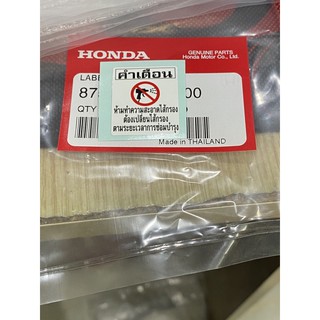 HONDA
GENUINE PARTS
Honda Motor Co., Ltd.
LABE
87
00
QTY
คำเตือน
ห้ามทำความสะอาดไส้กรอง
ต้องเปลี่ยนไส้กรอง
ตามระยะเวลาการซ่อมบำรุง
Made in THAILAND